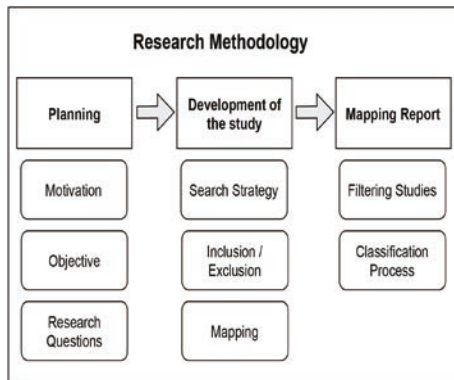 Research Methodology
Planning
Development of
the study
Mapping Report
Motivation
Search Strategy
Filtering Studies
Objective
Inclusion /
Exclusion
Classification
Process
Research
Questions
Mapping